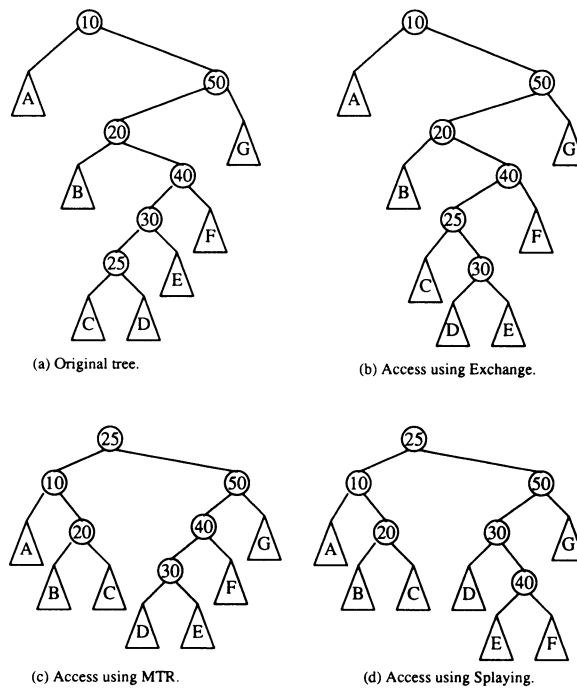 10
10
A
50
A
50
20
G
20
G
B
40
B
40
30
F
25
F
25
E
C
30
C
D
D
E
(a) Original tree.
(b) Access using Exchange.
25
25
10
50
10
50
A
20
40
G
A
20
30
G
B
C
30
F
B
C
D
40
D
E
E
F
(c) Access using MTR.
(d) Access using Splaying.